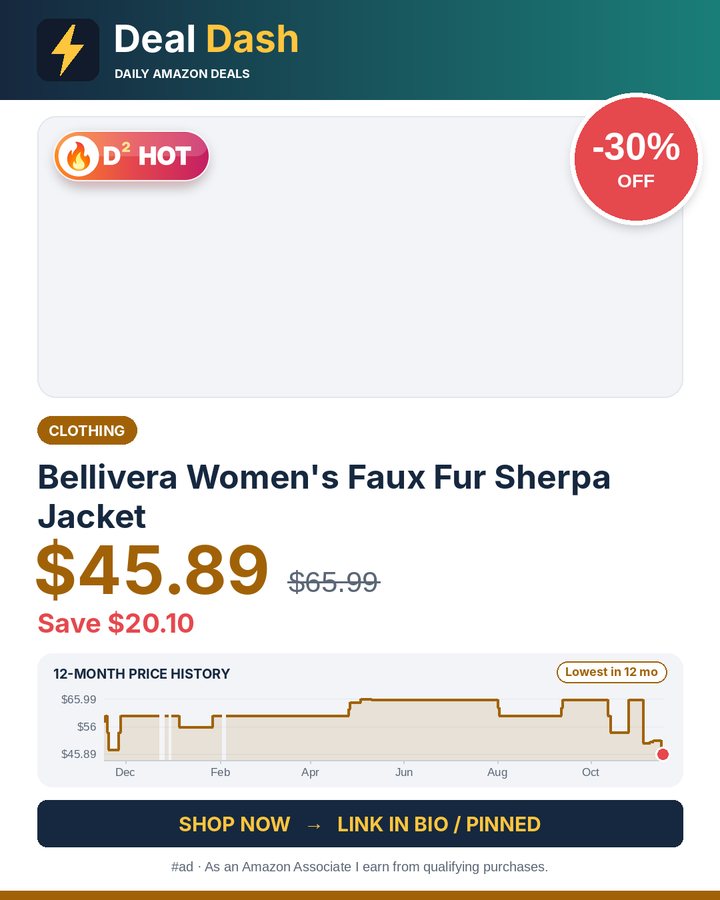 Deal Dash
DAILY AMAZON DEALS
D² HOT
-30%
OFF
CLOTHING
Bellivera Women's Faux Fur Sherpa
Jacket
$45.89 $65.99
Save $20.10
12-MONTH PRICE HISTORY
Lowest in 12 mo
$65.99
$56
$45.89
Dec Feb Apr Jun Aug Oct
SHOP NOW → LINK IN BIO / PINNED
#ad · As an Amazon Associate I earn from qualifying purchases.